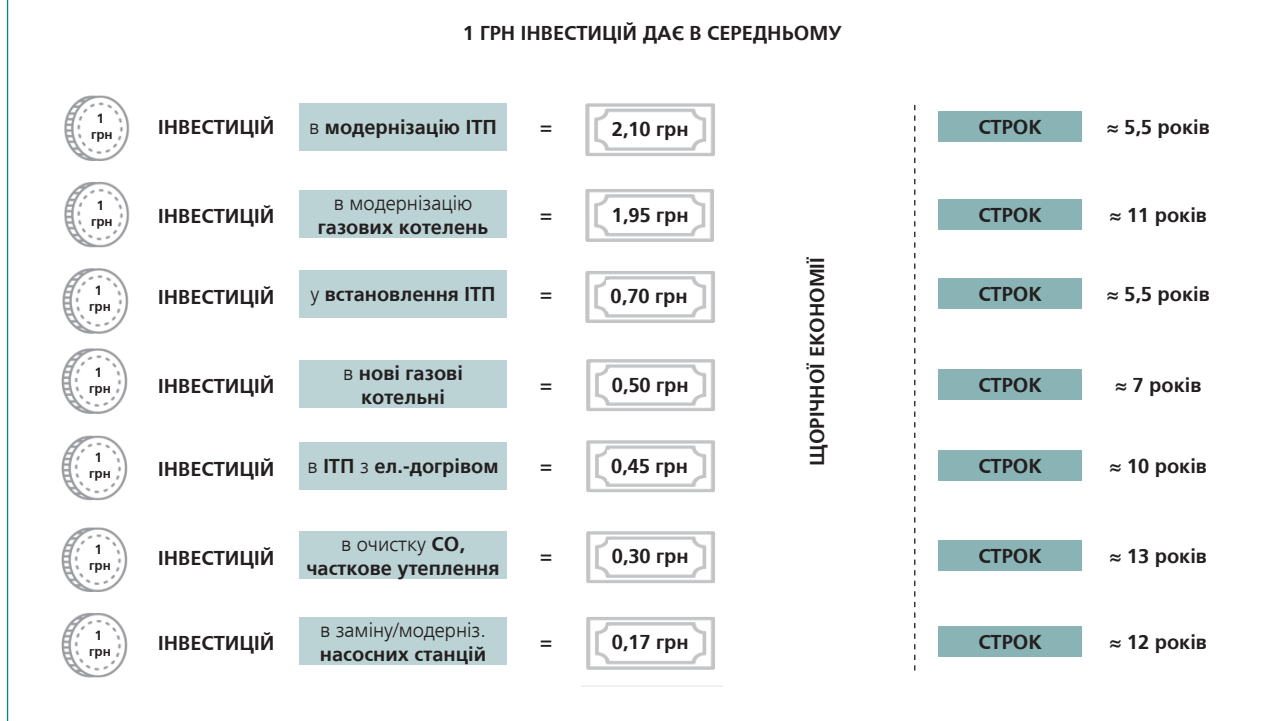 1 ГРН ІНВЕСТИЦІЙ ДАЄ В СЕРЕДНЬОМУ
1
грн
ІНВЕСТИЦІЙ
в модернізацію ІТП
=
2,10 грн
СТРОК
≈ 5,5 років
1
грн
ІНВЕСТИЦІЙ
в модернізацію
газових котелень
=
1,95 грн
СТРОК
≈ 11 років
1
грн
ІНВЕСТИЦІЙ
у встановлення ІТП
=
0,70 грн
СТРОК
≈ 5,5 років
1
грн
ІНВЕСТИЦІЙ
в нові газові
котельні
=
0,50 грн
СТРОК
≈ 7 років
1
грн
ІНВЕСТИЦІЙ
в ІТП з ел.-догрівом
=
0,45 грн
СТРОК
≈ 10 років
1
грн
ІНВЕСТИЦІЙ
в очистку СО,
часткове утеплення
=
0,30 грн
СТРОК
≈ 13 років
1
грн
ІНВЕСТИЦІЙ
в заміну/модерніз.
насосних станцій
=
0,17 грн
СТРОК
≈ 12 років
ЩОРІЧНОЇ ЕКОНОМІЇ